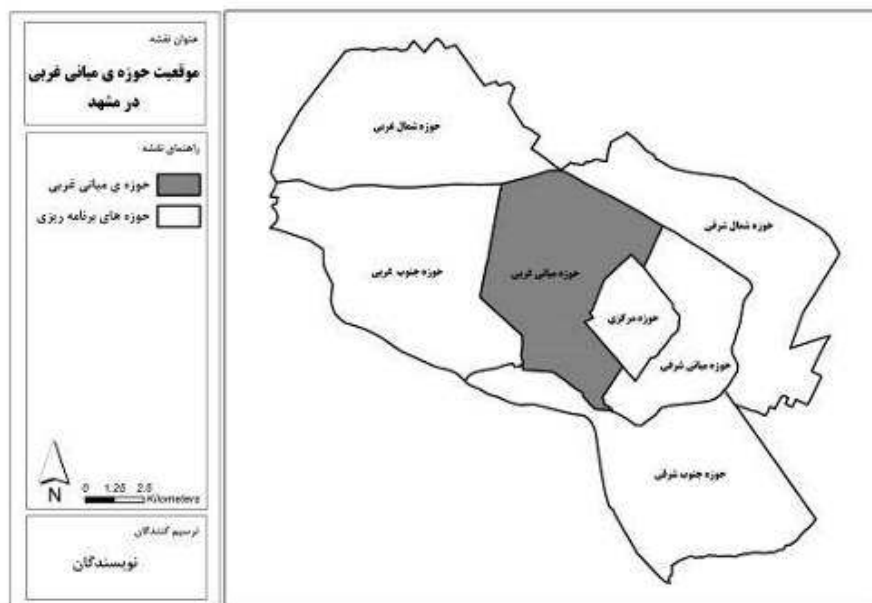 عنوان نقشه
موقعیت حوزه ی میانی غربی
در مشهد
راهنمای نقشه
حوزه ی میانی غربی
حوزه های برنامه ریزی
N
0 1.25 2.5
Kilometers
ترسیم کنندگان
نویسندگان
حوزه شمال غربی
حوزه شمال شرقی
حوزه میانی غربی
حوزه جنوب غربی
حوزه مرکزی
حوزه میانی شرقی
حوزه جنوب شرقی